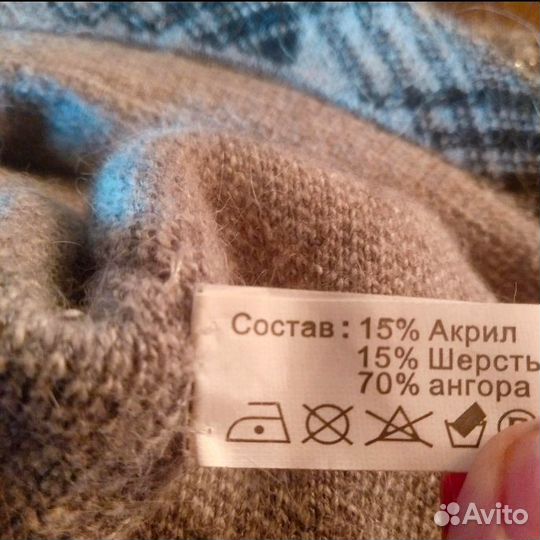 Состав : 15% Акрил
15% Шерсть
70% ангора
Avito